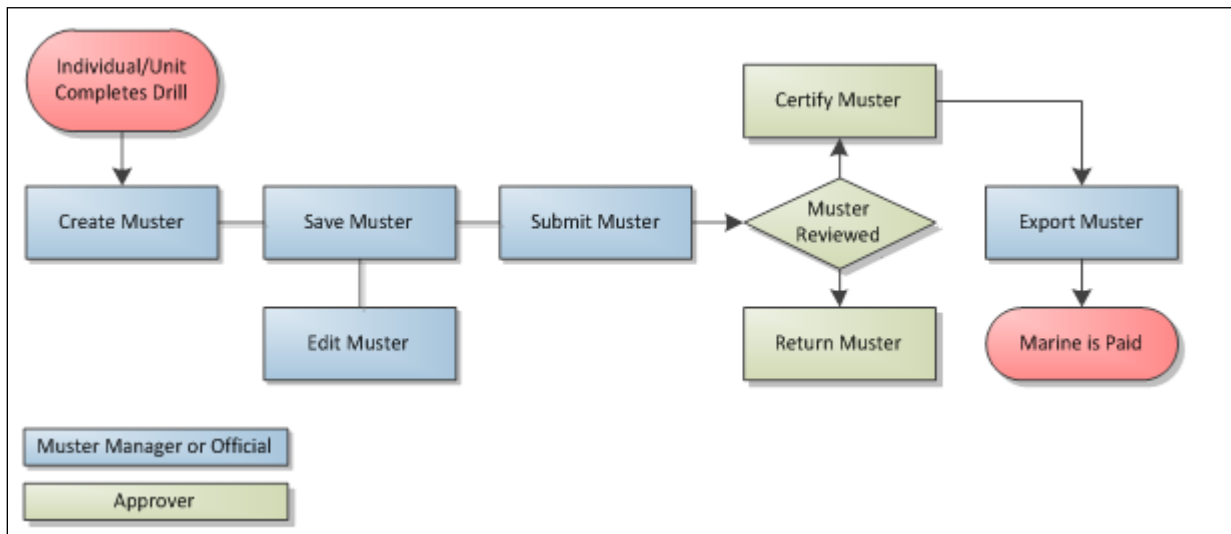 Individual/Unit
Completes Drill
Certify Muster
Create Muster
Save Muster
Submit Muster
Muster
Reviewed
Export Muster
Edit Muster
Return Muster
Marine is Paid
Muster Manager or Official
Approver